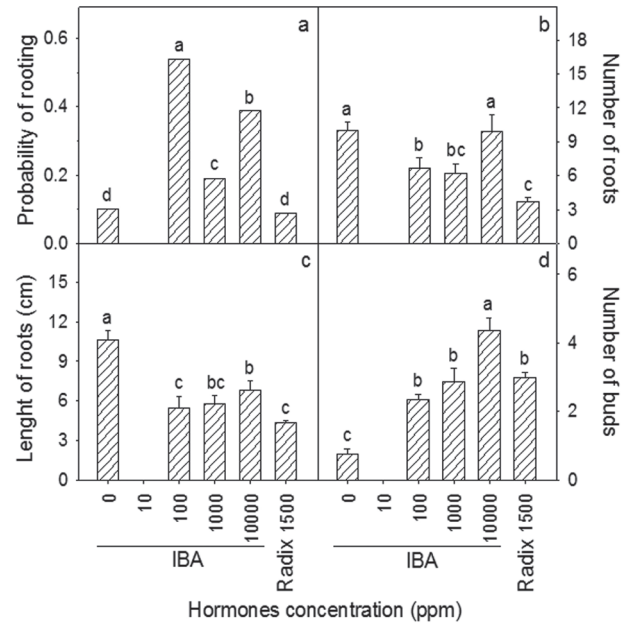 a
b
Probability of rooting
0.6
0.4
0.2
0.0
d
a
c
b
d
Number of roots
18
15
12
9
6
3
0
a
b
bc
a
c
c
d
Lenght of roots (cm)
15
12
9
6
3
0
a
c
bc
b
c
Number of buds
6
4
2
0
c
b
b
a
b
0 10 100 1000 10000 Radix 1500
0 10 100 1000 10000 Radix 1500
IBA
IBA
Hormones concentration (ppm)